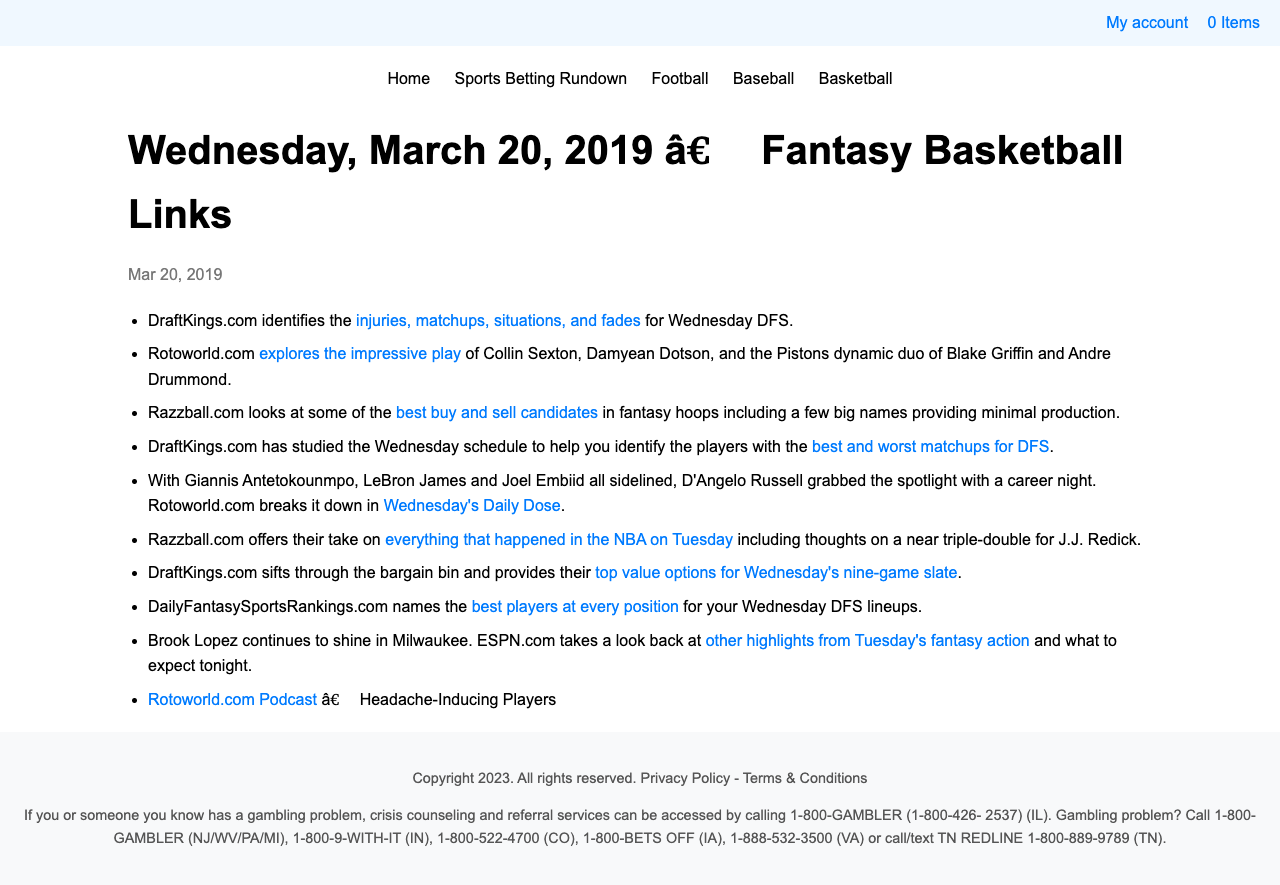 My account 0 Items
Home Sports Betting Rundown Football Baseball Basketball
Wednesday, March 20, 2019 â€ Fantasy Basketball
Links
Mar 20, 2019
• DraftKings.com identifies the injuries, matchups, situations, and fades for Wednesday DFS.
• Rotoworld.com explores the impressive play of Collin Sexton, Damyean Dotson, and the Pistons dynamic duo of Blake Griffin and Andre
Drummond.
• Razzball.com looks at some of the best buy and sell candidates in fantasy hoops including a few big names providing minimal production.
• DraftKings.com has studied the Wednesday schedule to help you identify the players with the best and worst matchups for DFS.
• With Giannis Antetokounmpo, LeBron James and Joel Embiid all sidelined, D'Angelo Russell grabbed the spotlight with a career night.
Rotoworld.com breaks it down in Wednesday's Daily Dose.
• Razzball.com offers their take on everything that happened in the NBA on Tuesday including thoughts on a near triple-double for J.J. Redick.
• DraftKings.com sifts through the bargain bin and provides their top value options for Wednesday's nine-game slate.
• DailyFantasySportsRankings.com names the best players at every position for your Wednesday DFS lineups.
• Brook Lopez continues to shine in Milwaukee. ESPN.com takes a look back at other highlights from Tuesday's fantasy action and what to
expect tonight.
• Rotoworld.com Podcast â€ Headache-Inducing Players
Copyright 2023. All rights reserved. Privacy Policy - Terms & Conditions
If you or someone you know has a gambling problem, crisis counseling and referral services can be accessed by calling 1-800-GAMBLER (1-800-426- 2537) (IL). Gambling problem? Call 1-800-
GAMBLER (NJ/WV/PA/MI), 1-800-9-WITH-IT (IN), 1-800-522-4700 (CO), 1-800-BETS OFF (IA), 1-888-532-3500 (VA) or call/text TN REDLINE 1-800-889-9789 (TN).